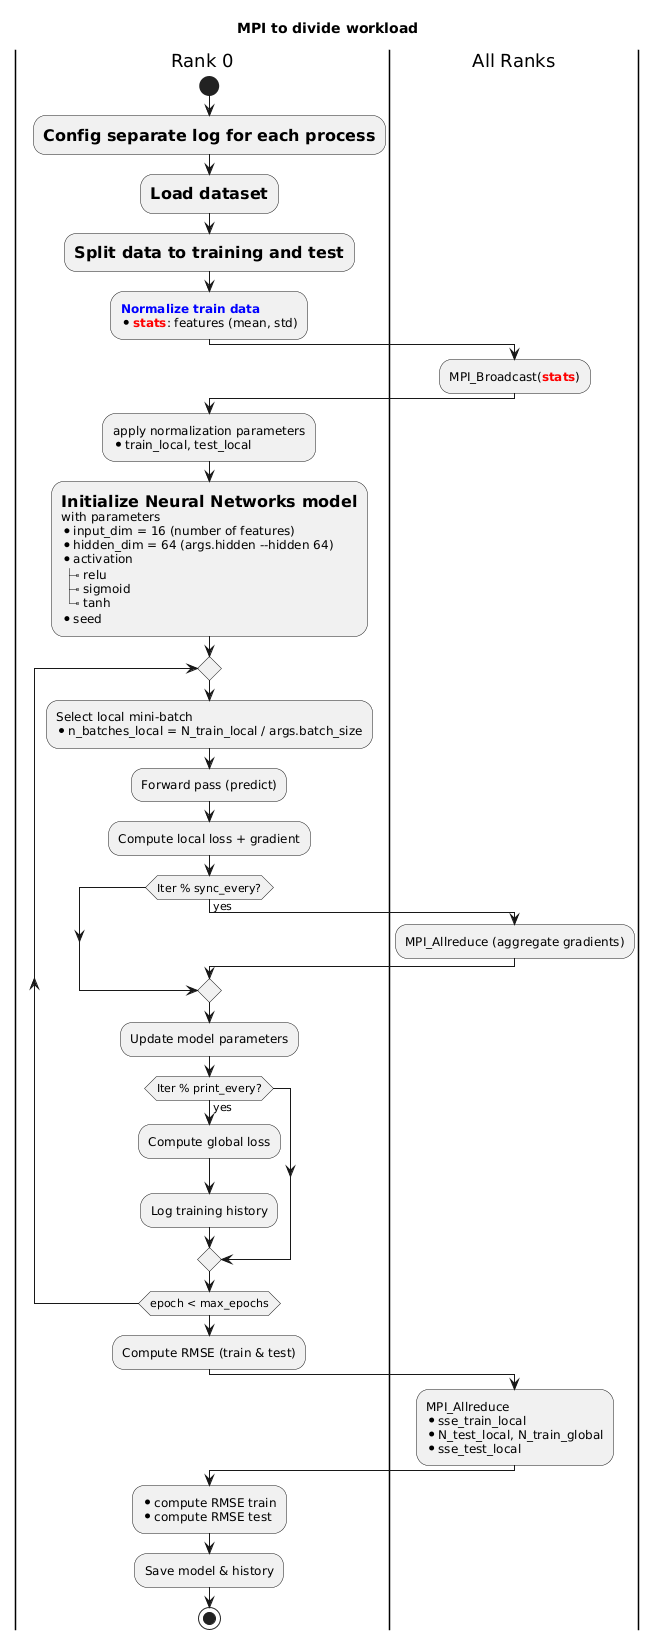 MPI to divide workload
Rank 0
All Ranks
Config separate log for each process
Load dataset
Split data to training and test
Normalize train data
• stats: features (mean, std)
MPI_Broadcast(stats)
apply normalization parameters
• train_local, test_local
Initialize Neural Networks model
with parameters
• input_dim = 16 (number of features)
• hidden_dim = 64 (args.hidden --hidden 64)
• activation
relu
sigmoid
tanh
• seed
Select local mini-batch
• n_batches_local = N_train_local / args.batch_size
Forward pass (predict)
Compute local loss + gradient
Iter % sync_every?
yes
MPI_Allreduce (aggregate gradients)
Update model parameters
Iter % print_every?
yes
Compute global loss
Log training history
epoch < max_epochs
Compute RMSE (train & test)
MPI_Allreduce
• sse_train_local
• N_test_local, N_train_global
• sse_test_local
• compute RMSE train
• compute RMSE test
Save model & history